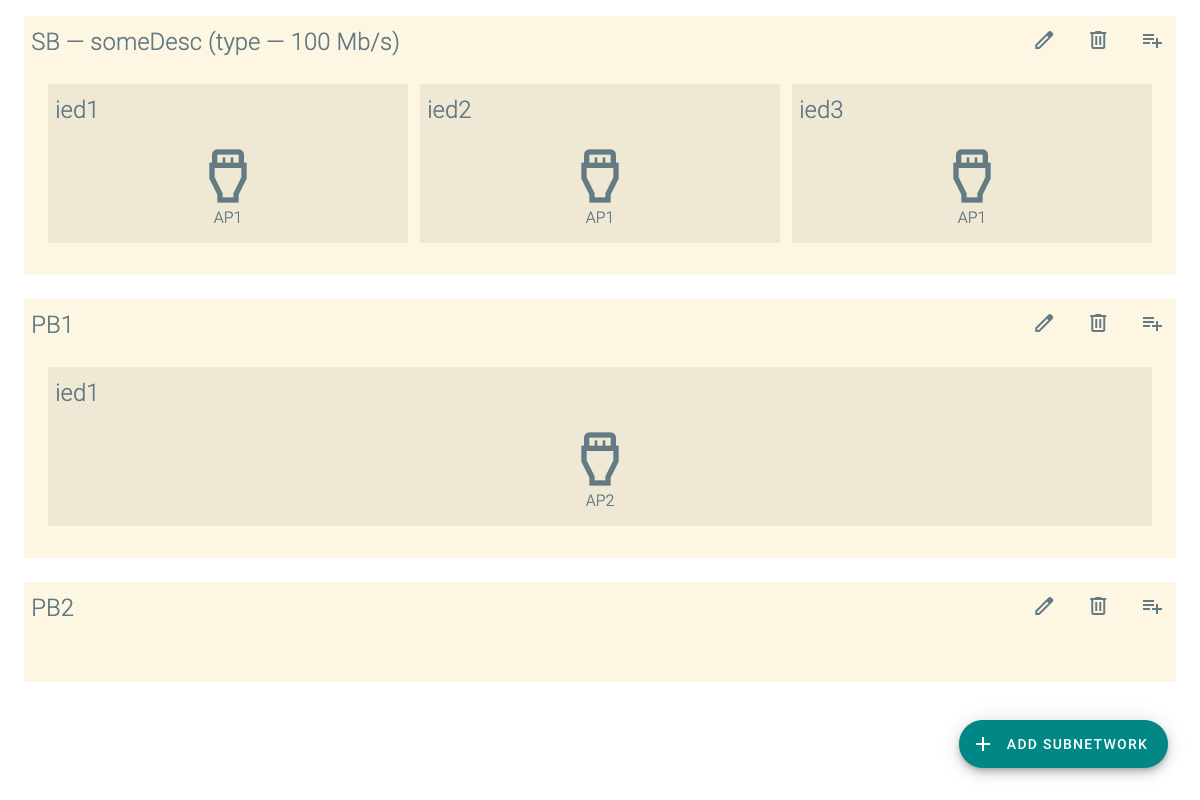 SB — someDesc (type — 100 Mb/s)
ied1
ied2
ied3
AP1
AP1
AP1
PB1
ied1
AP2
PB2
ADD SUBNETWORK